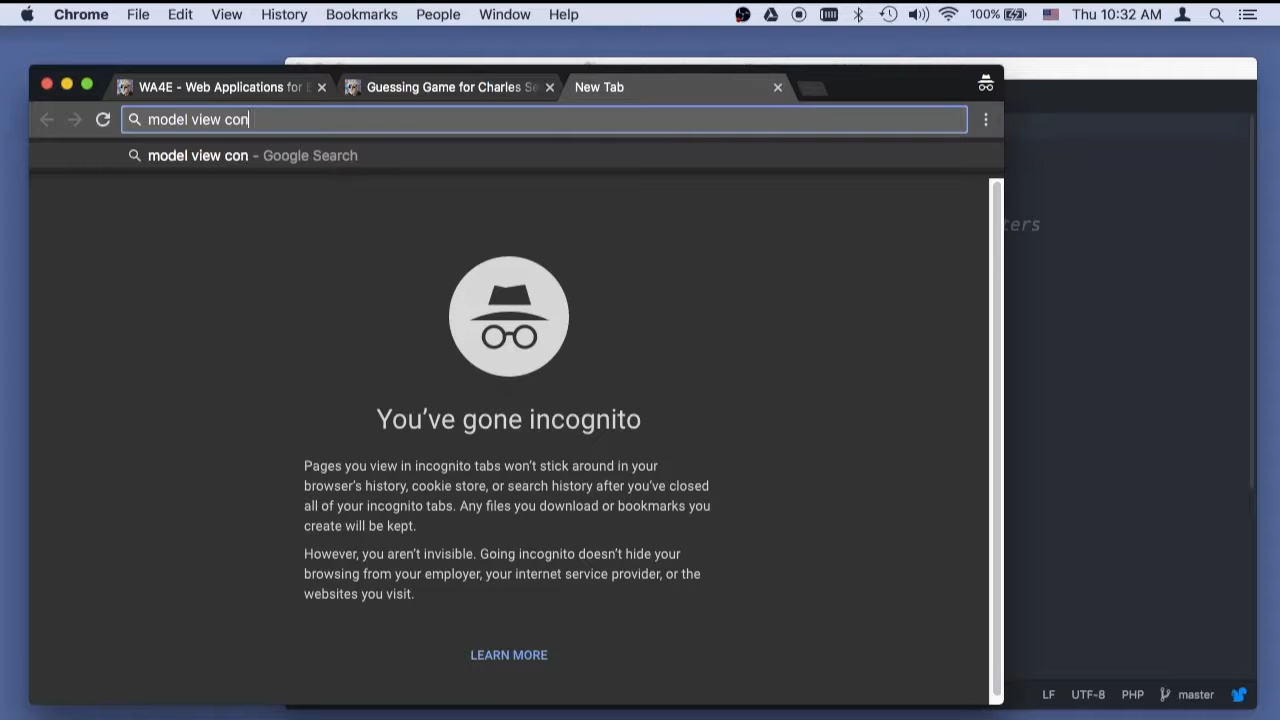 Chrome File Edit View History Bookmarks People Window Help 100% Thu 10:32 AM
WA4E - Web Applications for E
Guessing Game for Charles Se
New Tab
model view con
model view con - Google Search
ters
You've gone incognito
Pages you view in incognito tabs won't stick around in your
browser's history, cookie store, or search history after you've closed
all of your incognito tabs. Any files you download or bookmarks you
create will be kept.
However, you aren't invisible. Going incognito doesn't hide your
browsing from your employer, your internet service provider, or the
websites you visit.
LEARN MORE
LF UTF-8 PHP master